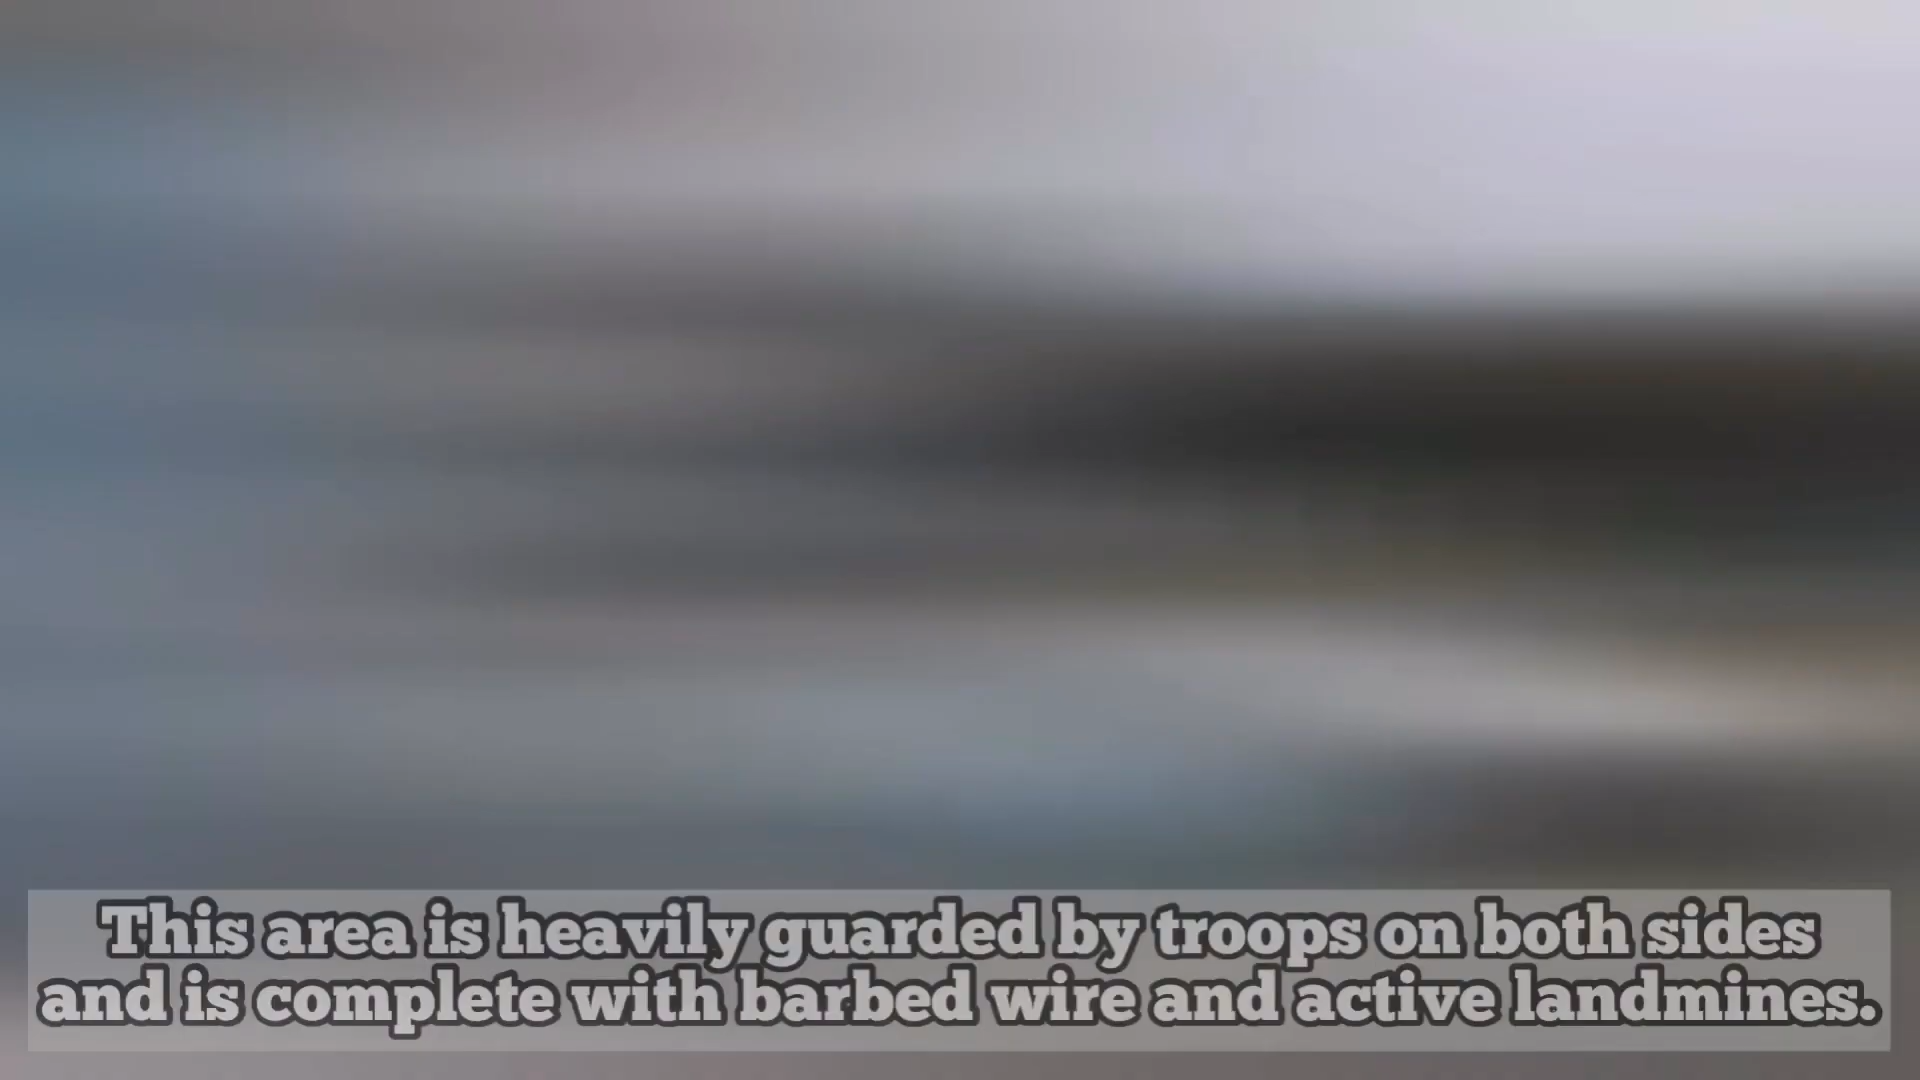 This area is heavily guarded by troops on both sides
and is complete with barbed wire and active landmines.